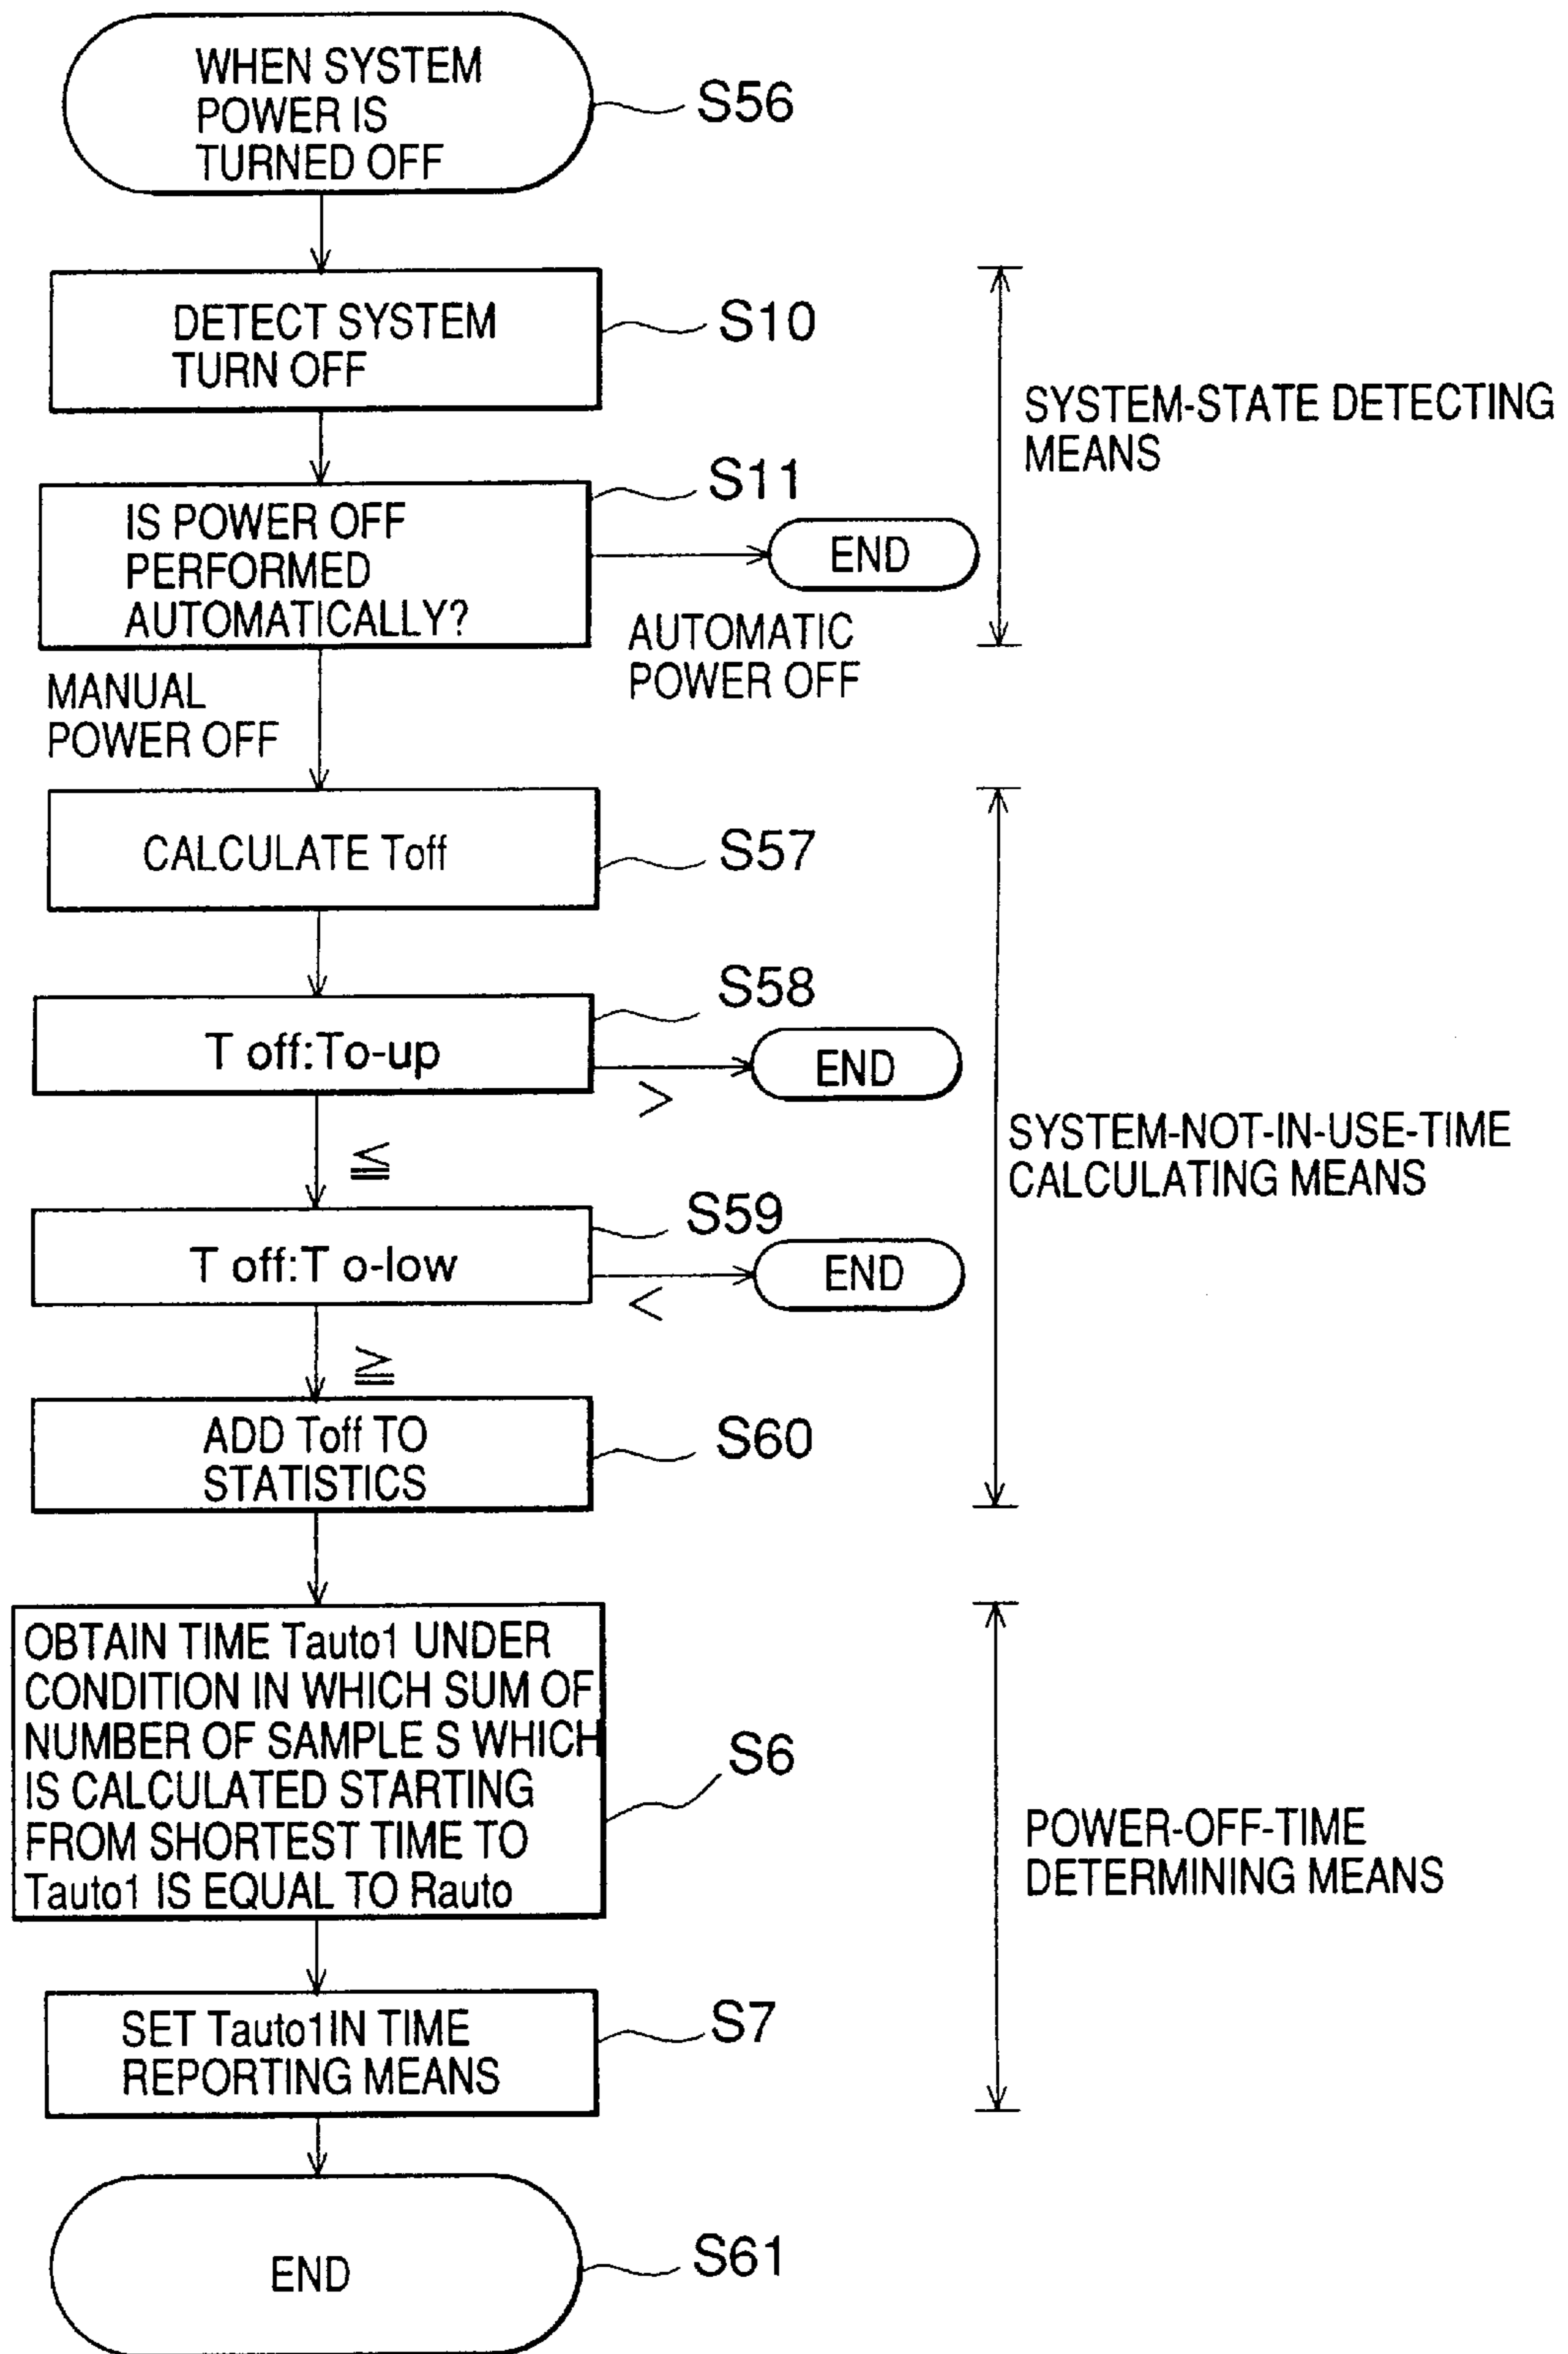 WHEN SYSTEM
POWER IS
TURNED OFF
S56
DETECT SYSTEM
TURN OFF
S10
SYSTEM-STATE DETECTING
MEANS
S11
IS POWER OFF
PERFORMED
AUTOMATICALLY?
END
AUTOMATIC
POWER OFF
MANUAL
POWER OFF
CALCULATE Toff
S57
S58
T off:To-up
END
>
≦
SYSTEM-NOT-IN-USE-TIME
CALCULATING MEANS
S59
T off:T o-low
END
<
≧
ADD Toff TO
STATISTICS
S60
OBTAIN TIME Tauto1 UNDER
CONDITION IN WHICH SUM OF
NUMBER OF SAMPLE S WHICH
IS CALCULATED STARTING
FROM SHORTEST TIME TO
Tauto1 IS EQUAL TO Rauto
S6
POWER-OFF-TIME
DETERMINING MEANS
SET Tauto1IN TIME
REPORTING MEANS
S7
END
S61